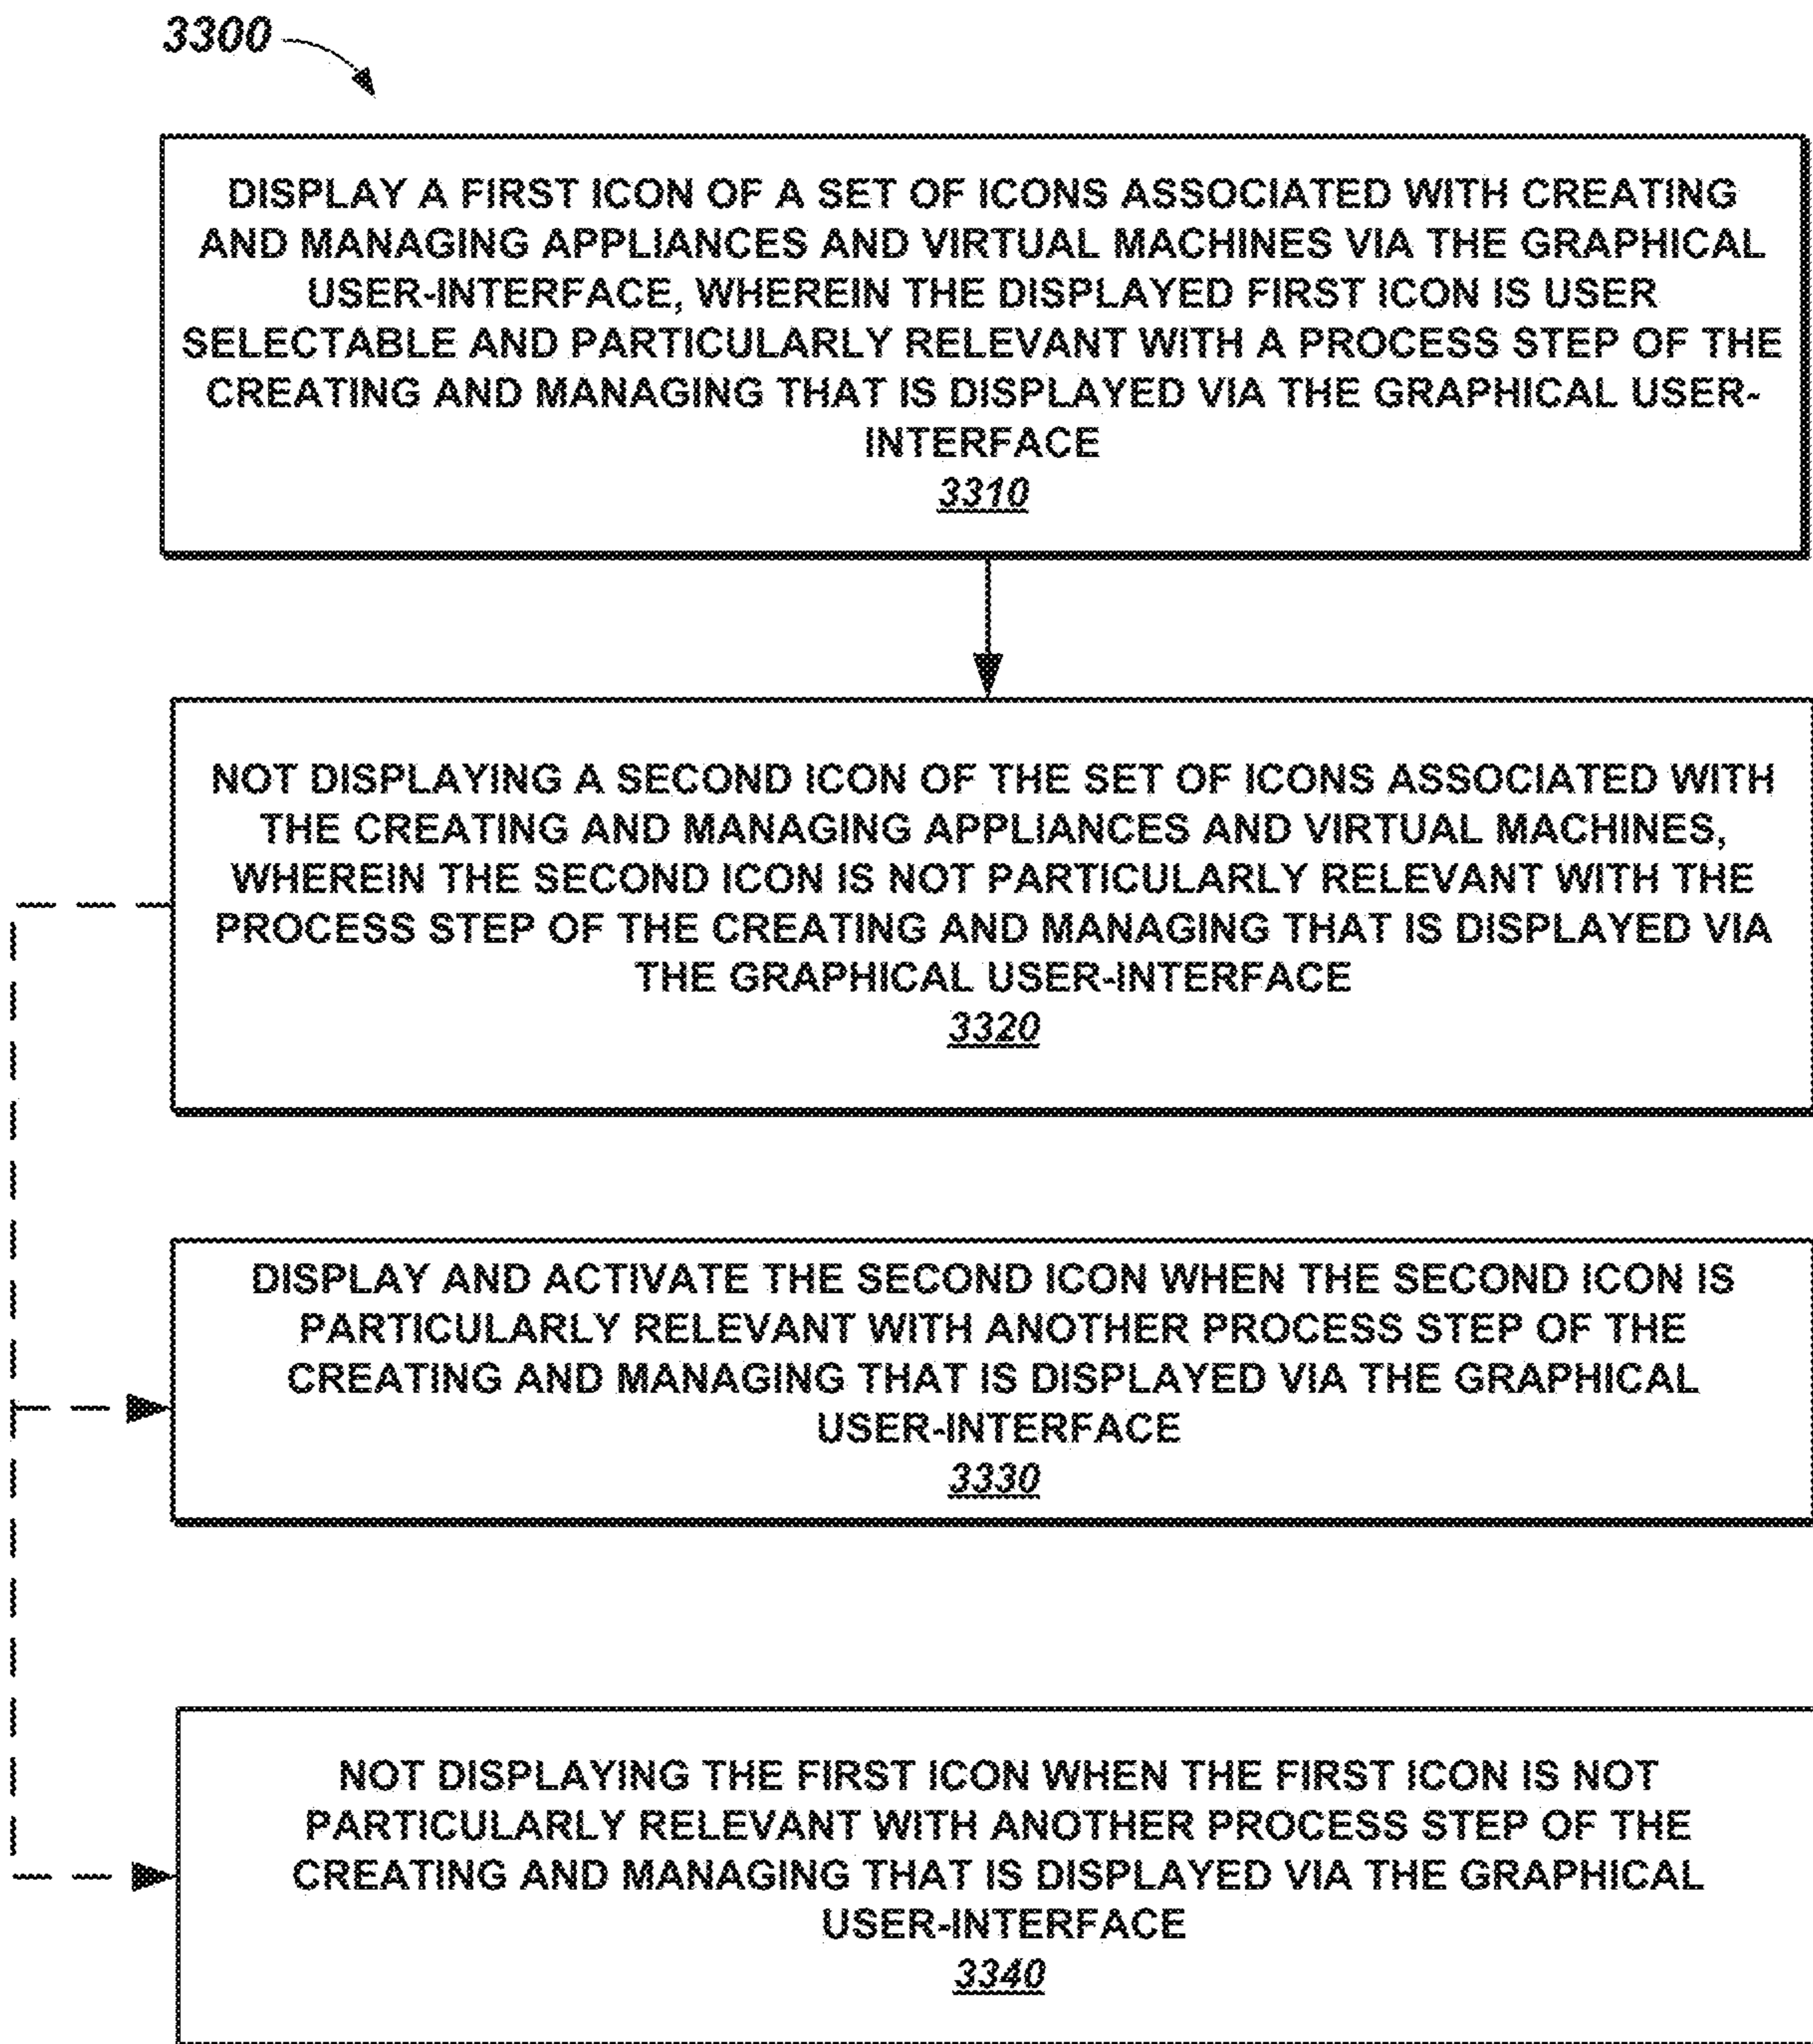 3300
DISPLAY A FIRST ICON OF A SET OF ICONS ASSOCIATED WITH CREATING
AND MANAGING APPLIANCES AND VIRTUAL MACHINES VIA THE GRAPHICAL
USER-INTERFACE, WHEREIN THE DISPLAYED FIRST ICON IS USER
SELECTABLE AND PARTICULARLY RELEVANT WITH A PROCESS STEP OF THE
CREATING AND MANAGING THAT IS DISPLAYED VIA THE GRAPHICAL USER-
INTERFACE
3310
NOT DISPLAYING A SECOND ICON OF THE SET OF ICONS ASSOCIATED WITH
THE CREATING AND MANAGING APPLIANCES AND VIRTUAL MACHINES,
WHEREIN THE SECOND ICON IS NOT PARTICULARLY RELEVANT WITH THE
PROCESS STEP OF THE CREATING AND MANAGING THAT IS DISPLAYED VIA
THE GRAPHICAL USER-INTERFACE
3320
DISPLAY AND ACTIVATE THE SECOND ICON WHEN THE SECOND ICON IS
PARTICULARLY RELEVANT WITH ANOTHER PROCESS STEP OF THE
CREATING AND MANAGING THAT IS DISPLAYED VIA THE GRAPHICAL
USER-INTERFACE
3330
NOT DISPLAYING THE FIRST ICON WHEN THE FIRST ICON IS NOT
PARTICULARLY RELEVANT WITH ANOTHER PROCESS STEP OF THE
CREATING AND MANAGING THAT IS DISPLAYED VIA THE GRAPHICAL
USER-INTERFACE
3340